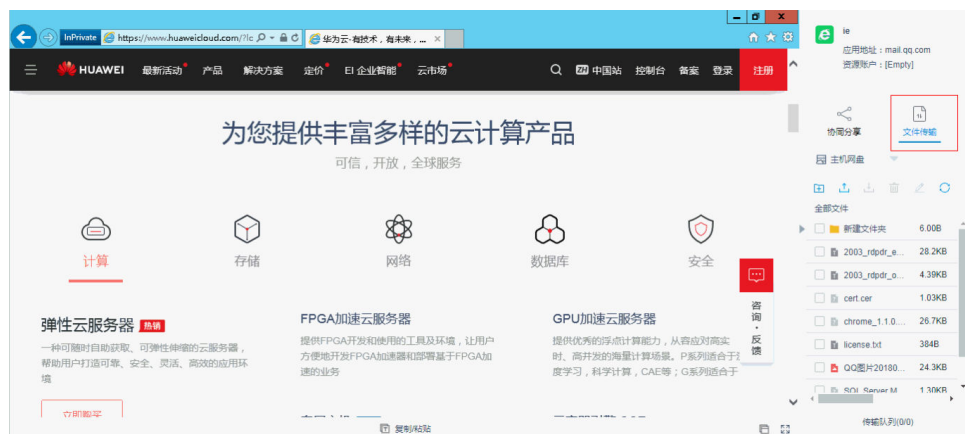 InPrivate https://www.huaweicloud.com/?lc 华为云-有技术，有未来，...
HUAWEI 最新活动 产品 解决方案 定价 EI 企业智能 云市场 ZH 中国站 控制台 备案 登录 注册
为您提供丰富多样的云计算产品
可信，开放，全球服务
计算 存储 网络 数据库 安全
弹性云服务器 热销
一种可随时自助获取、可弹性伸缩的云服务器，
帮助用户打造可靠、安全、灵活、高效的应用环
境
立即购买
FPGA加速云服务器
提供FPGA开发和使用的工具及环境，让用户
方便地开发FPGA加速器和部署基于FPGA加
速的业务
GPU加速云服务器
提供优秀的浮点计算能力，从容应对高实
时、高并发的海量计算场景。P系列适合于
度学习，科学计算，CAE等；G系列适合于
咨询·反馈
复制/粘贴
ie
应用地址：mail.qq.com
资源账户：[Empty]
协同分享 文件传输
主机网盘
全部文件
新建文件夹 6.00B
2003_rdpdr_e... 28.2KB
2003_rdpdr_o... 4.39KB
cert.cer 1.03KB
chrome_1.1.0.... 26.7KB
license.txt 384B
QQ图片20180... 24.3KB
SQL Server M... 1.30KB
传输队列(0/0)